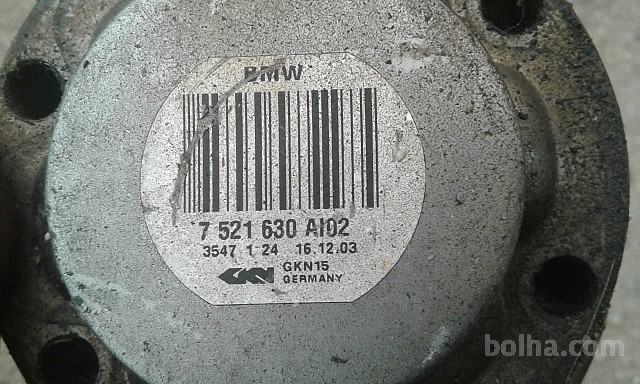 BMW
7 521 630 AI02
3547 1 24 16.12.03
GKN GKN15
GERMANY
bolha.com